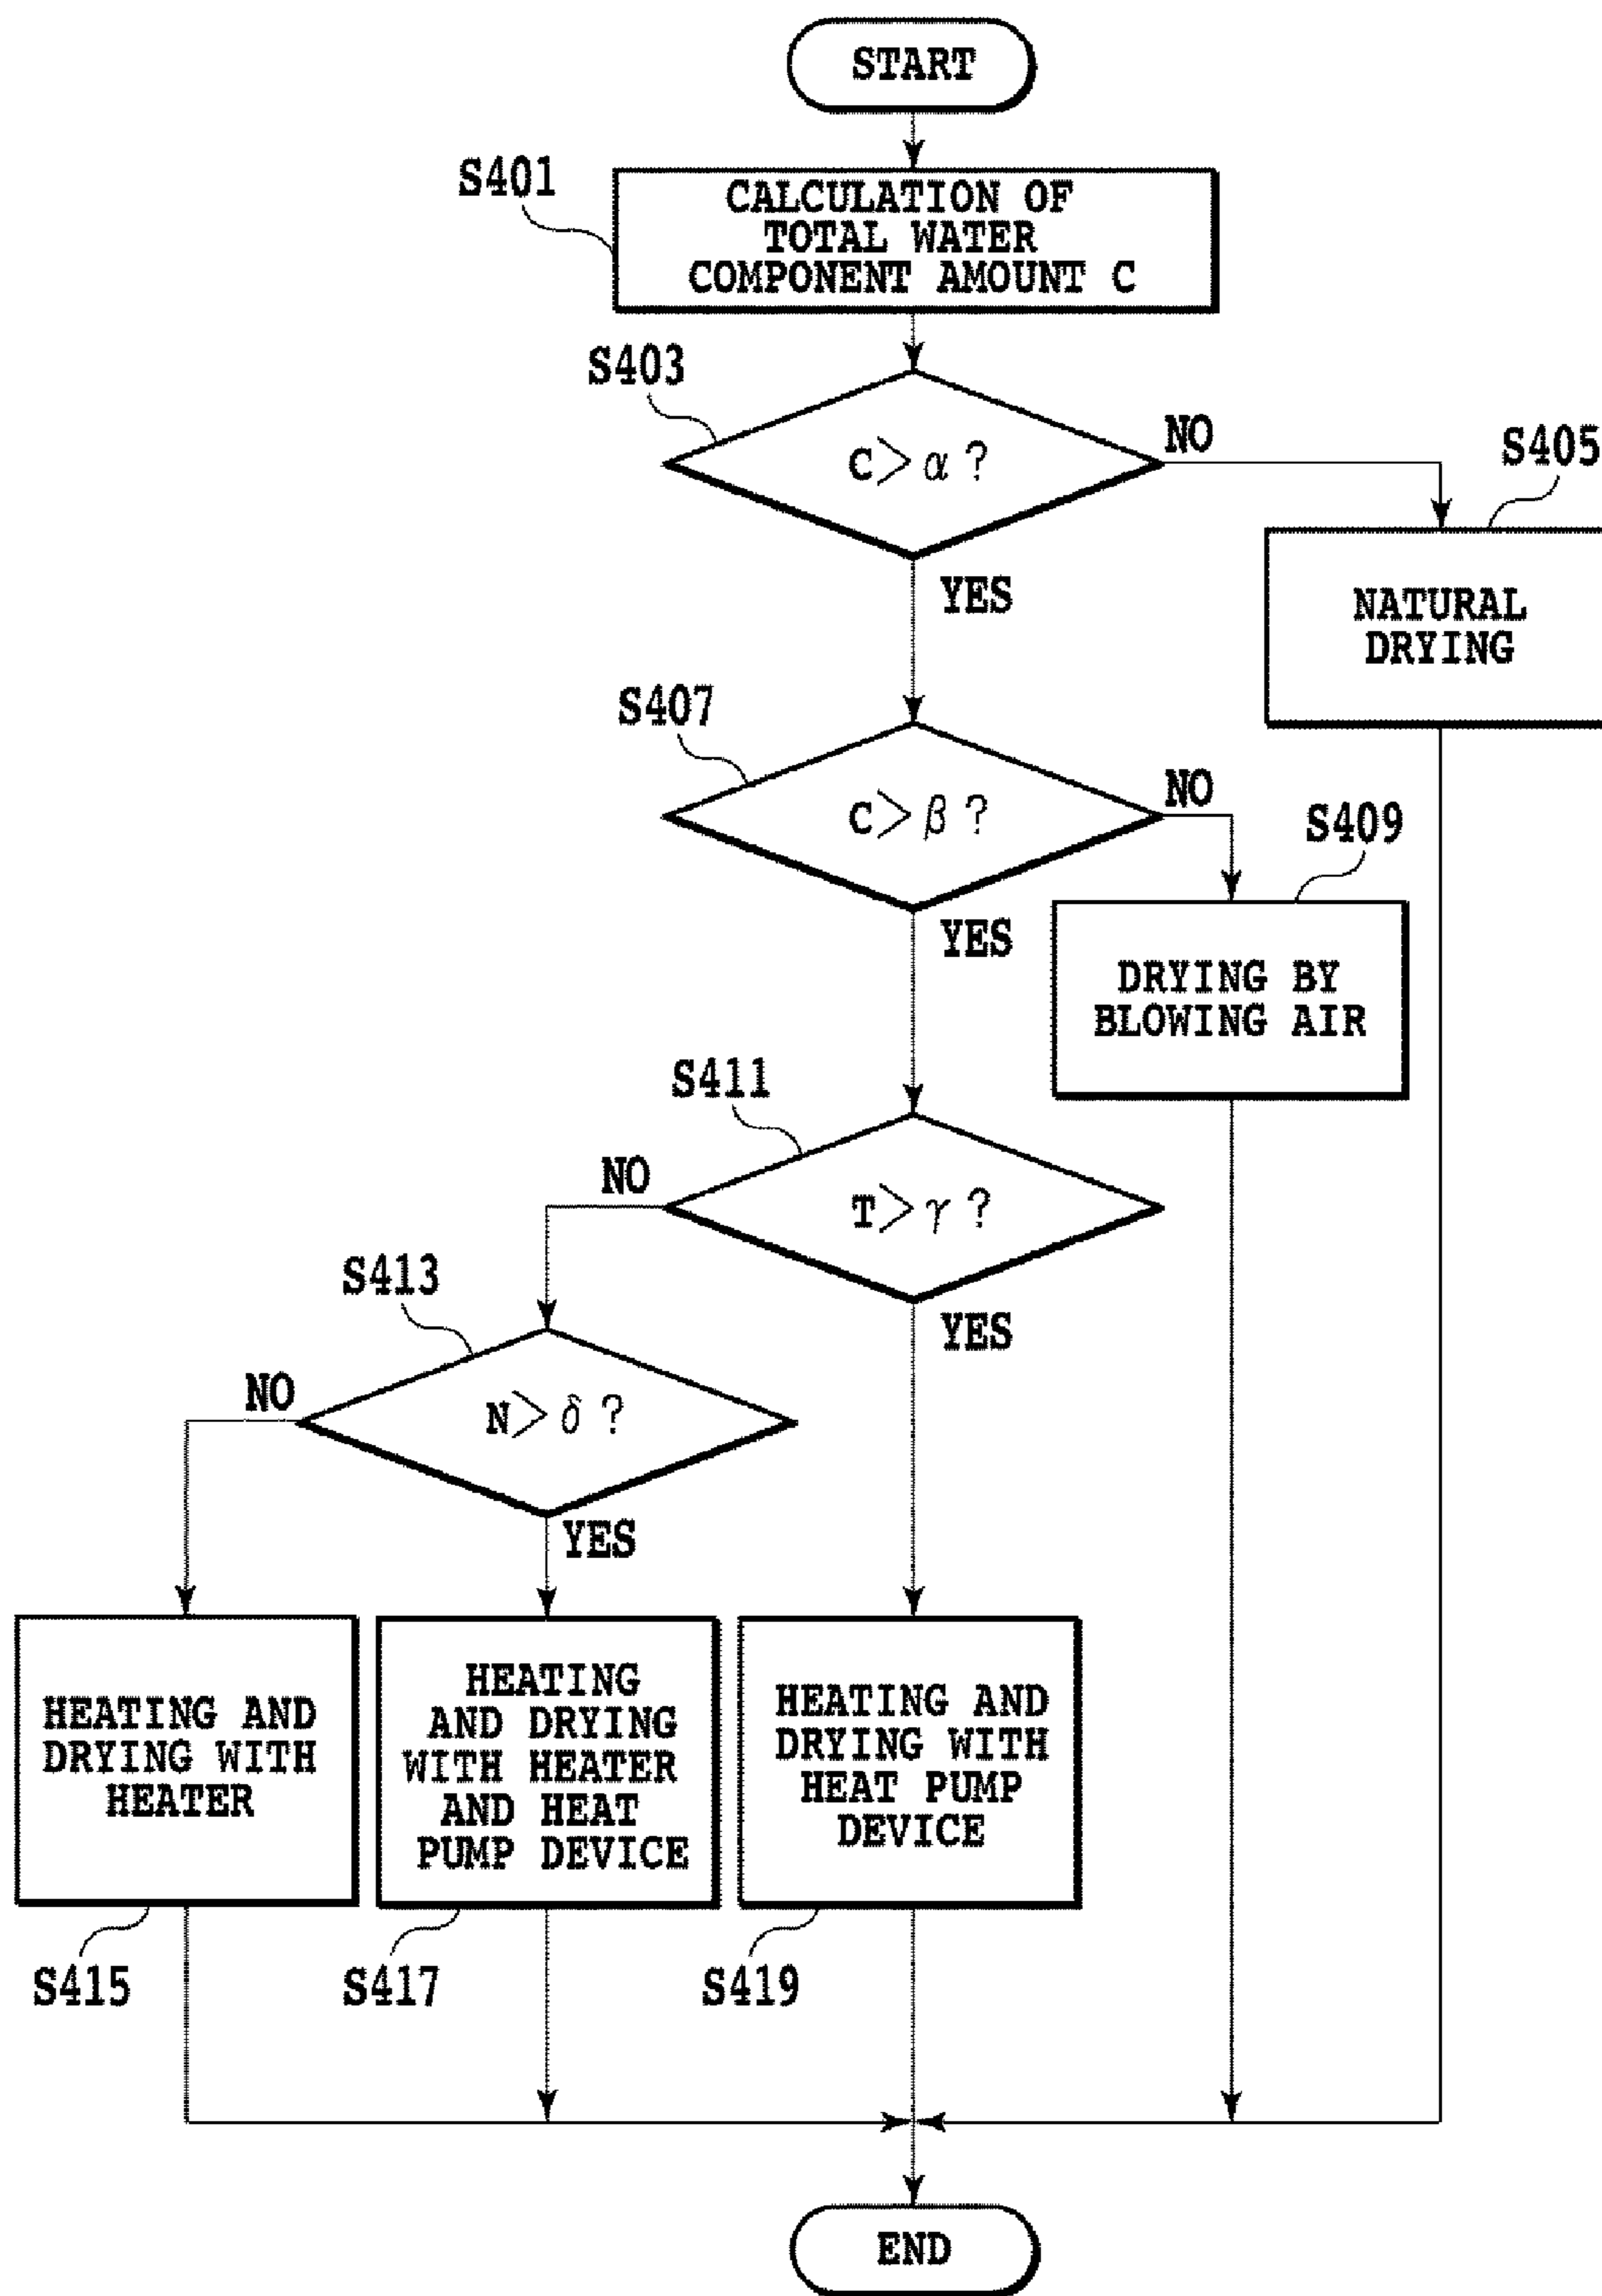 START
S401
CALCULATION OF
TOTAL WATER
COMPONENT AMOUNT C
S403
C>α?
NO
YES
S405
NATURAL
DRYING
S407
C>β?
NO
YES
S409
DRYING BY
BLOWING AIR
S411
T>γ?
NO
YES
S413
N>δ?
NO
YES
HEATING AND
DRYING WITH
HEATER
S415
HEATING
AND DRYING
WITH HEATER
AND HEAT
PUMP DEVICE
S417
HEATING AND
DRYING WITH
HEAT PUMP
DEVICE
S419
END